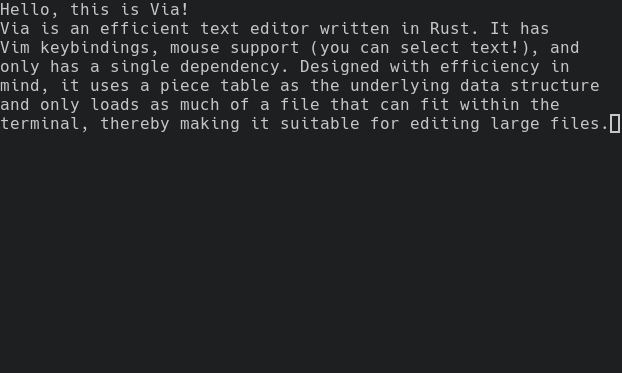 Hello, this is Via!
Via is an efficient text editor written in Rust. It has
Vim keybindings, mouse support (you can select text!), and
only has a single dependency. Designed with efficiency in
mind, it uses a piece table as the underlying data structure
and only loads as much of a file that can fit within the
terminal, thereby making it suitable for editing large files.